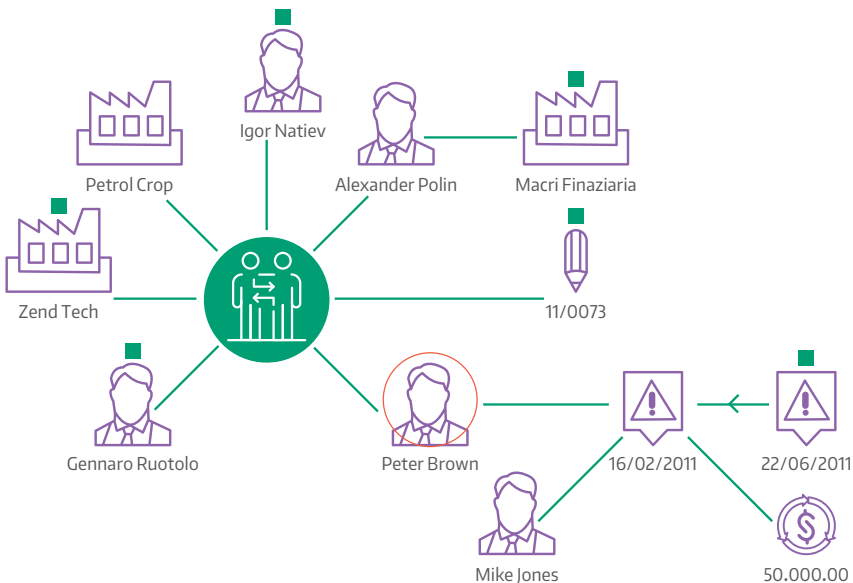 Igor Natiev
Petrol Crop
Alexander Polin
Macri Finaziaria
Zend Tech
11/0073
Gennaro Ruotolo
Peter Brown
16/02/2011
22/06/2011
Mike Jones
50.000.00
$